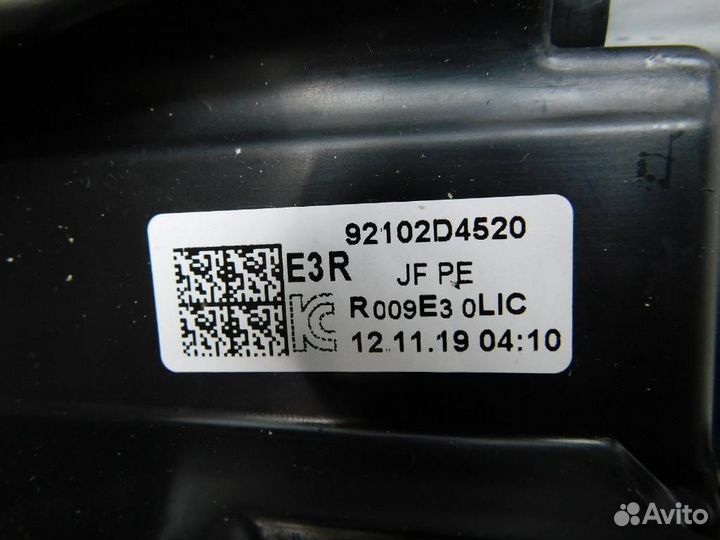 92102D4520
E3R JF PE
R009E3 0LIC
12.11.19 04:10
Avito